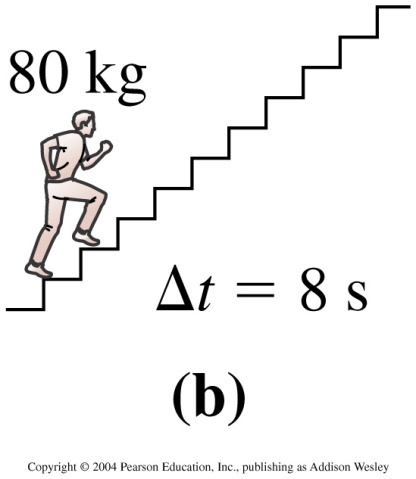 80 kg
Δt = 8 s
(b)
Copyright © 2004 Pearson Education, Inc., publishing as Addison Wesley